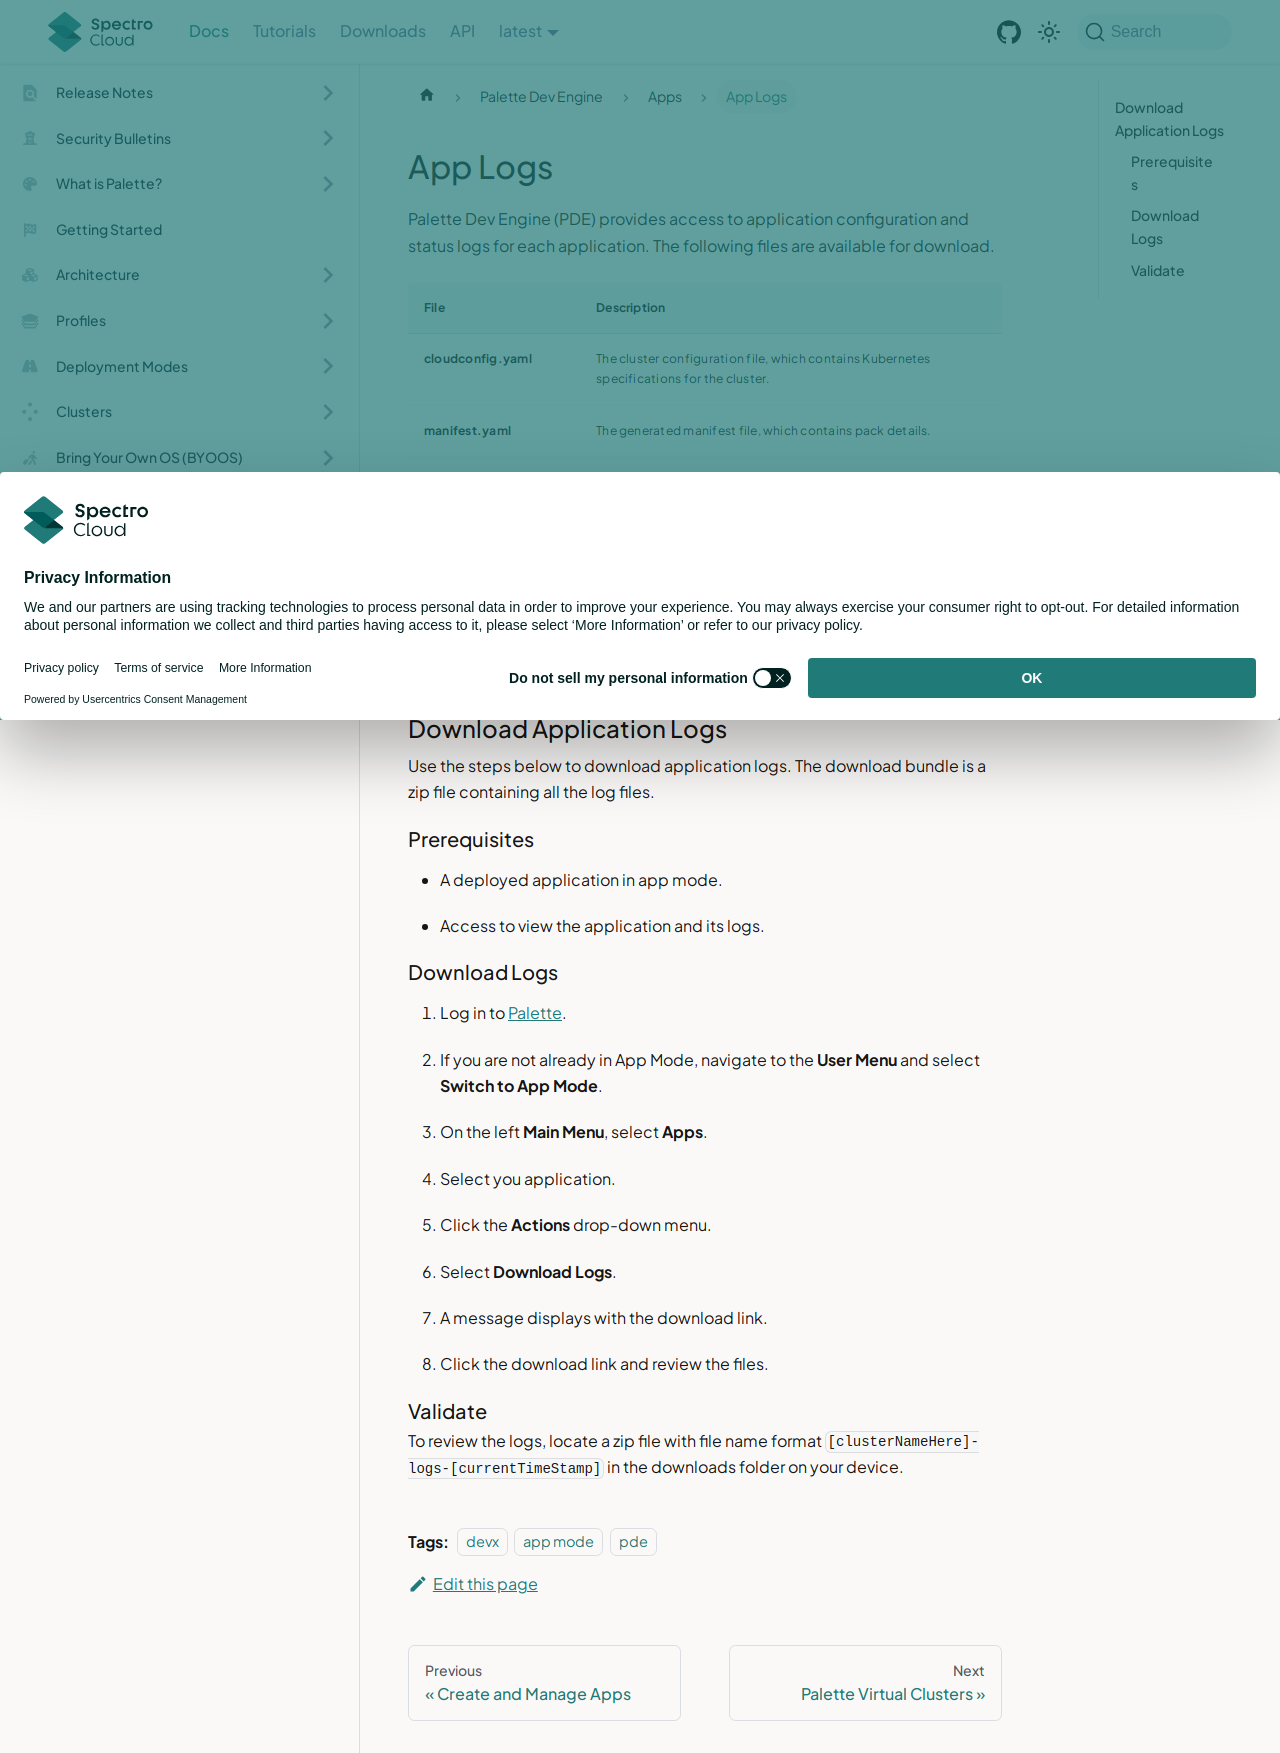 Spectro Cloud
Docs
Tutorials
Downloads
API
latest
Search
Release Notes
Security Bulletins
What is Palette?
Getting Started
Architecture
Profiles
Deployment Modes
Clusters
Bring Your Own OS (BYOOS)
Palette Dev Engine
Apps
App Logs
App Logs
Palette Dev Engine (PDE) provides access to application configuration and
status logs for each application. The following files are available for download.
File
Description
cloudconfig.yaml
The cluster configuration file, which contains Kubernetes
specifications for the cluster.
manifest.yaml
The generated manifest file, which contains pack details.
Download
Application Logs
Prerequisite
s
Download
Logs
Validate
Spectro
Cloud
Privacy Information
We and our partners are using tracking technologies to process personal data in order to improve your experience. You may always exercise your consumer right to opt-out. For detailed information
about personal information we collect and third parties having access to it, please select ‘More Information’ or refer to our privacy policy.
Privacy policy
Terms of service
More Information
Powered by Usercentrics Consent Management
Do not sell my personal information
OK
Download Application Logs
Use the steps below to download application logs. The download bundle is a
zip file containing all the log files.
Prerequisites
• A deployed application in app mode.
• Access to view the application and its logs.
Download Logs
1. Log in to Palette.
2. If you are not already in App Mode, navigate to the User Menu and select
Switch to App Mode.
3. On the left Main Menu, select Apps.
4. Select you application.
5. Click the Actions drop-down menu.
6. Select Download Logs.
7. A message displays with the download link.
8. Click the download link and review the files.
Validate
To review the logs, locate a zip file with file name format [clusterNameHere]-
logs-[currentTimeStamp] in the downloads folder on your device.
Tags:
devx
app mode
pde
Edit this page
Previous
« Create and Manage Apps
Next
Palette Virtual Clusters »